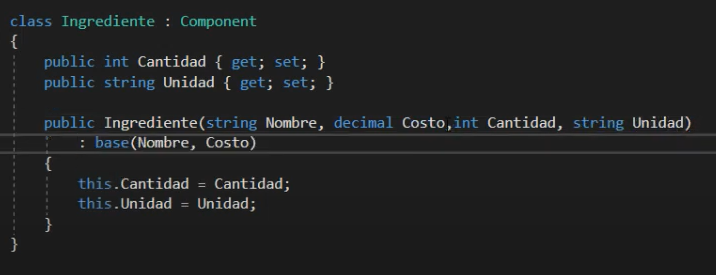 class Ingrediente : Component
{
public int Cantidad { get; set; }
public string Unidad { get; set; }
public Ingrediente(string Nombre, decimal Costo,int Cantidad, string Unidad)
: base(Nombre, Costo)
{
this.Cantidad = Cantidad;
this.Unidad = Unidad;
}
}